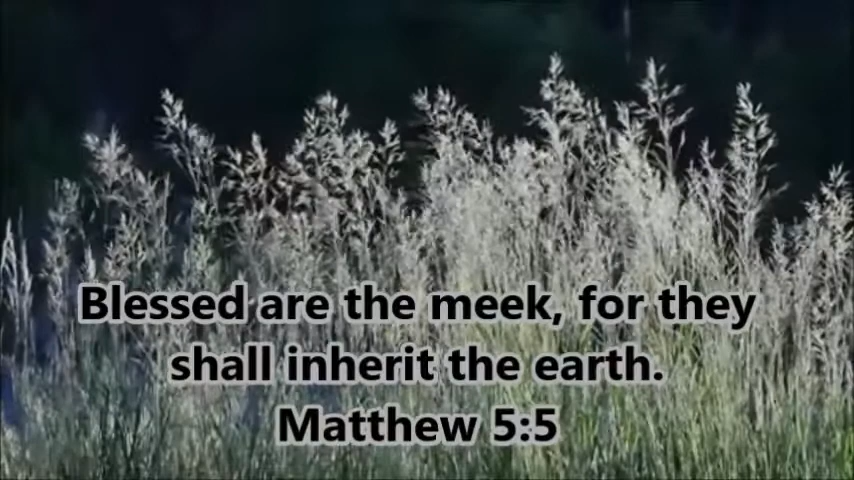 Blessed are the meek, for they
shall inherit the earth.
Matthew 5:5